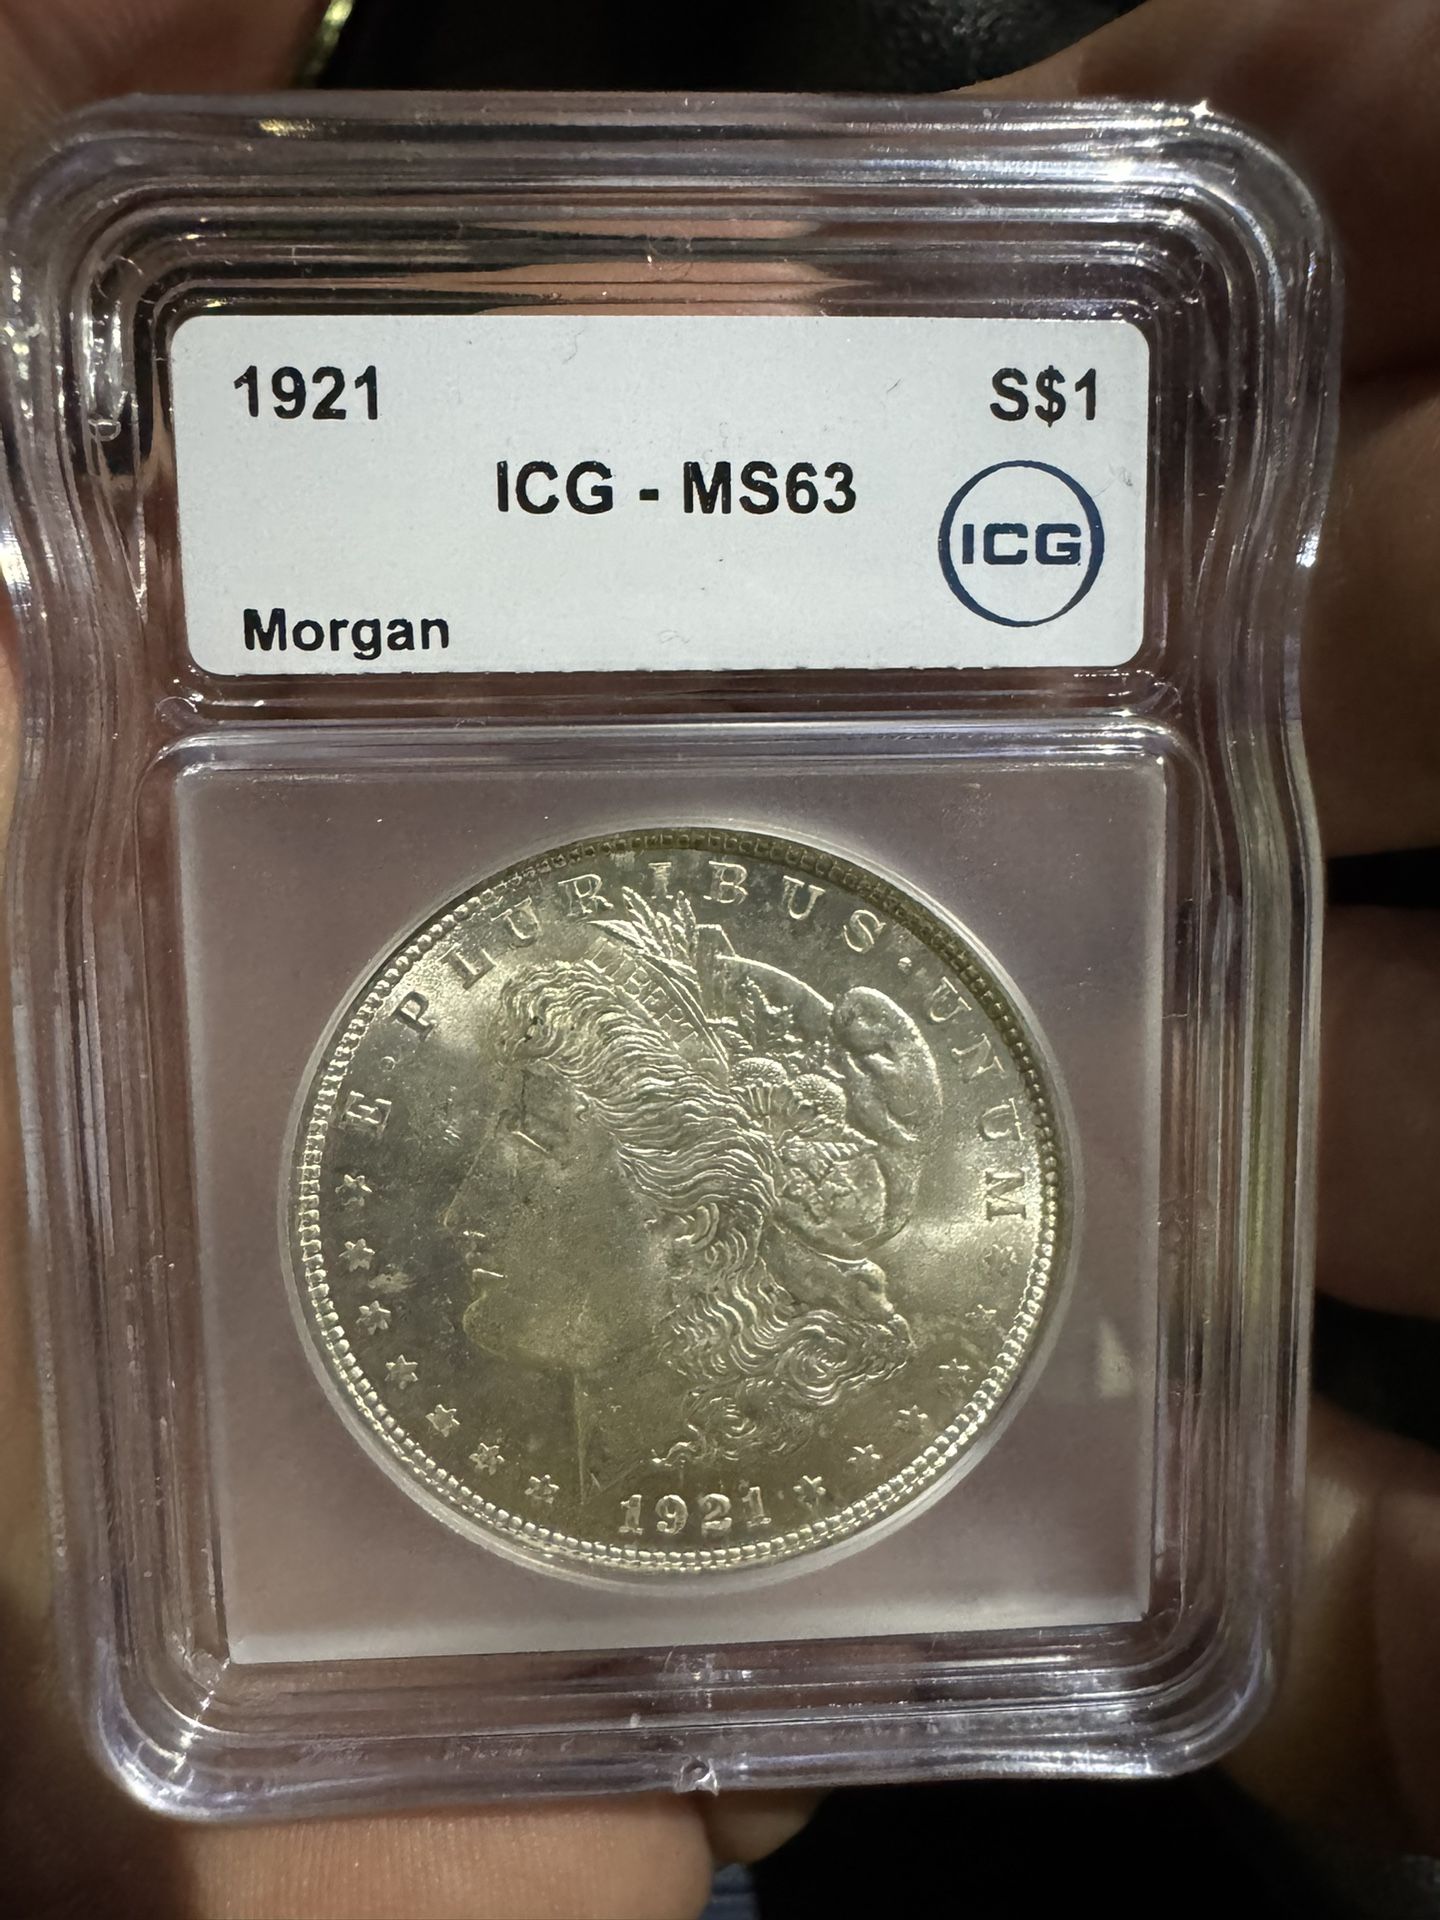 1921 S$1
ICG - MS63
ICG
Morgan
E · PLURIBUS · UNUM
LIBERTY
1921